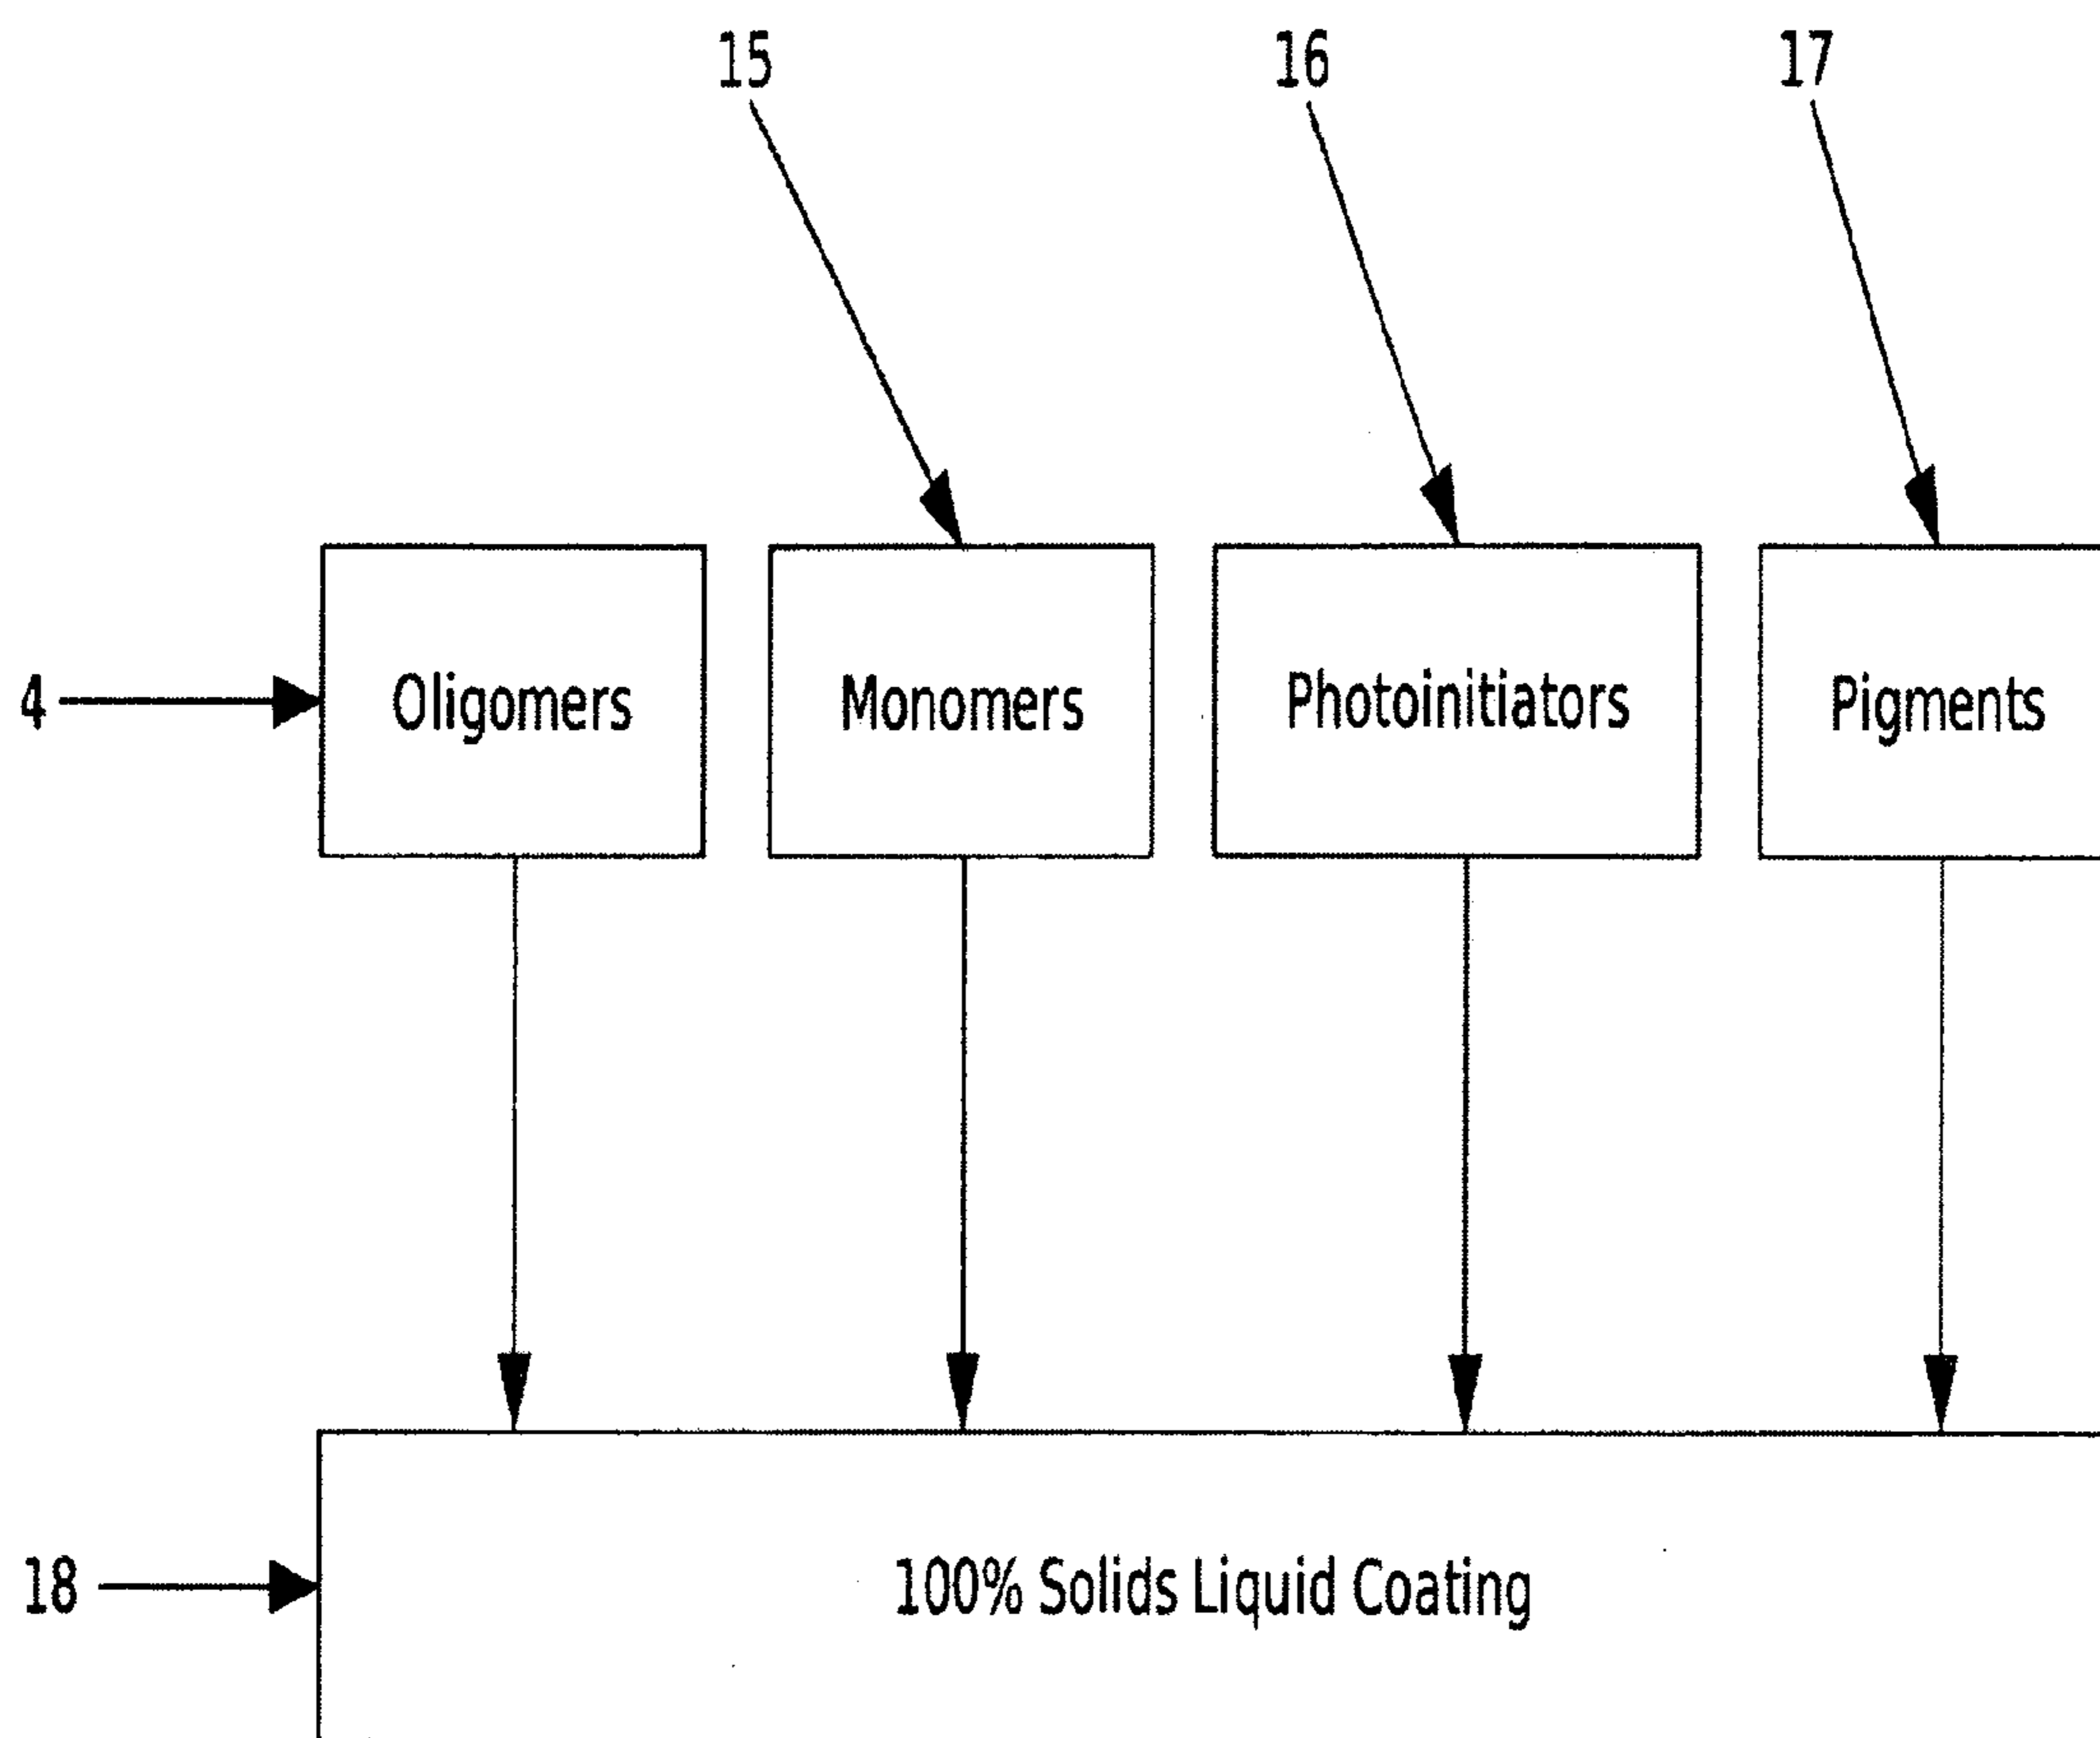 15
16
17
4
Oligomers
Monomers
Photoinitiators
Pigments
18
100% Solids Liquid Coating